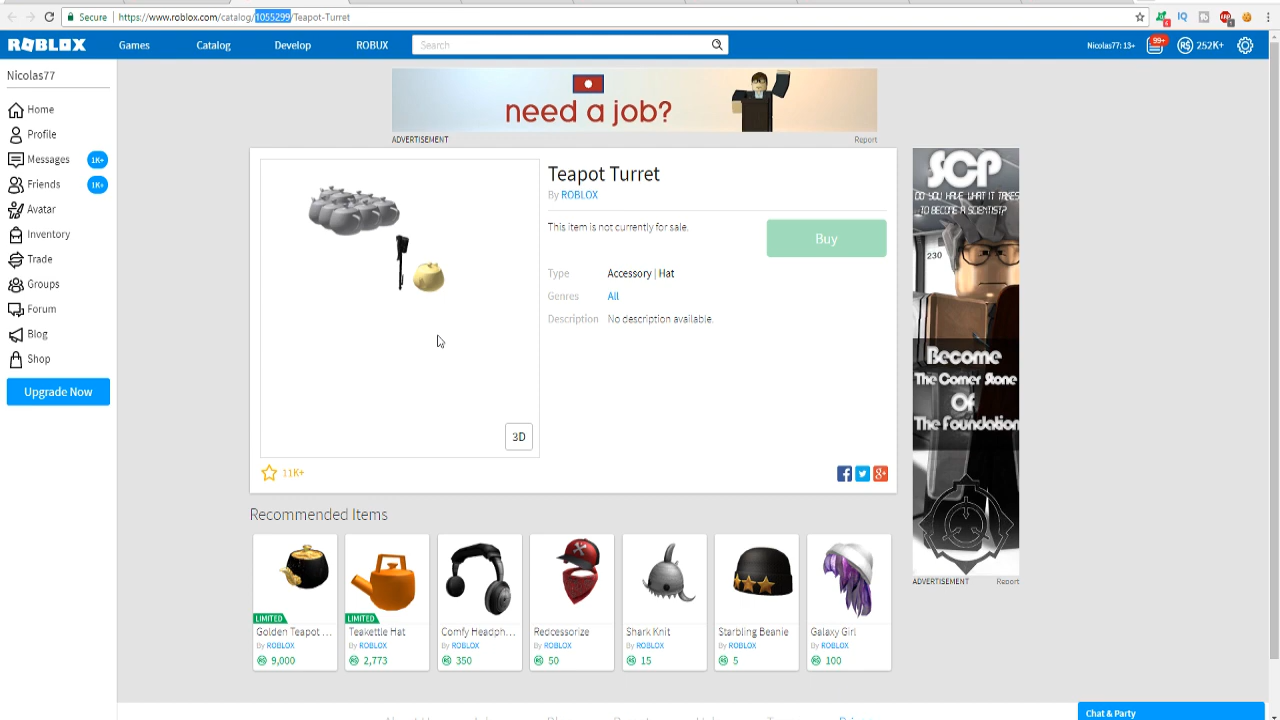 Secure https://www.roblox.com/catalog/1055299/Teapot-Turret
IQ
ROBLOX Games Catalog Develop ROBUX Search Nicolas77: 13+ 99+ R$ 252K+
Nicolas77
Home
Profile
Messages 1K+
Friends 1K+
Avatar
Inventory
Trade
Groups
Forum
Blog
Shop
Upgrade Now
need a job?
ADVERTISEMENT Report
Teapot Turret
By ROBLOX
This item is not currently for sale.
Buy
Type Accessory | Hat
Genres All
Description No description available.
3D
11K+
SCP
DO YOU HAVE WHAT IT TAKES
TO BECOME A SCIENTIST?
230
Become
The Corner Stone
Of
The Foundation
ADVERTISEMENT Report
Recommended Items
LIMITED
Golden Teapot ...
By ROBLOX
9,000
LIMITED
Teakettle Hat
By ROBLOX
2,773
Comfy Headph...
By ROBLOX
350
Redcessorize
By ROBLOX
50
Shark Knit
By ROBLOX
15
Starbling Beanie
By ROBLOX
5
Galaxy Girl
By ROBLOX
100
Chat & Party